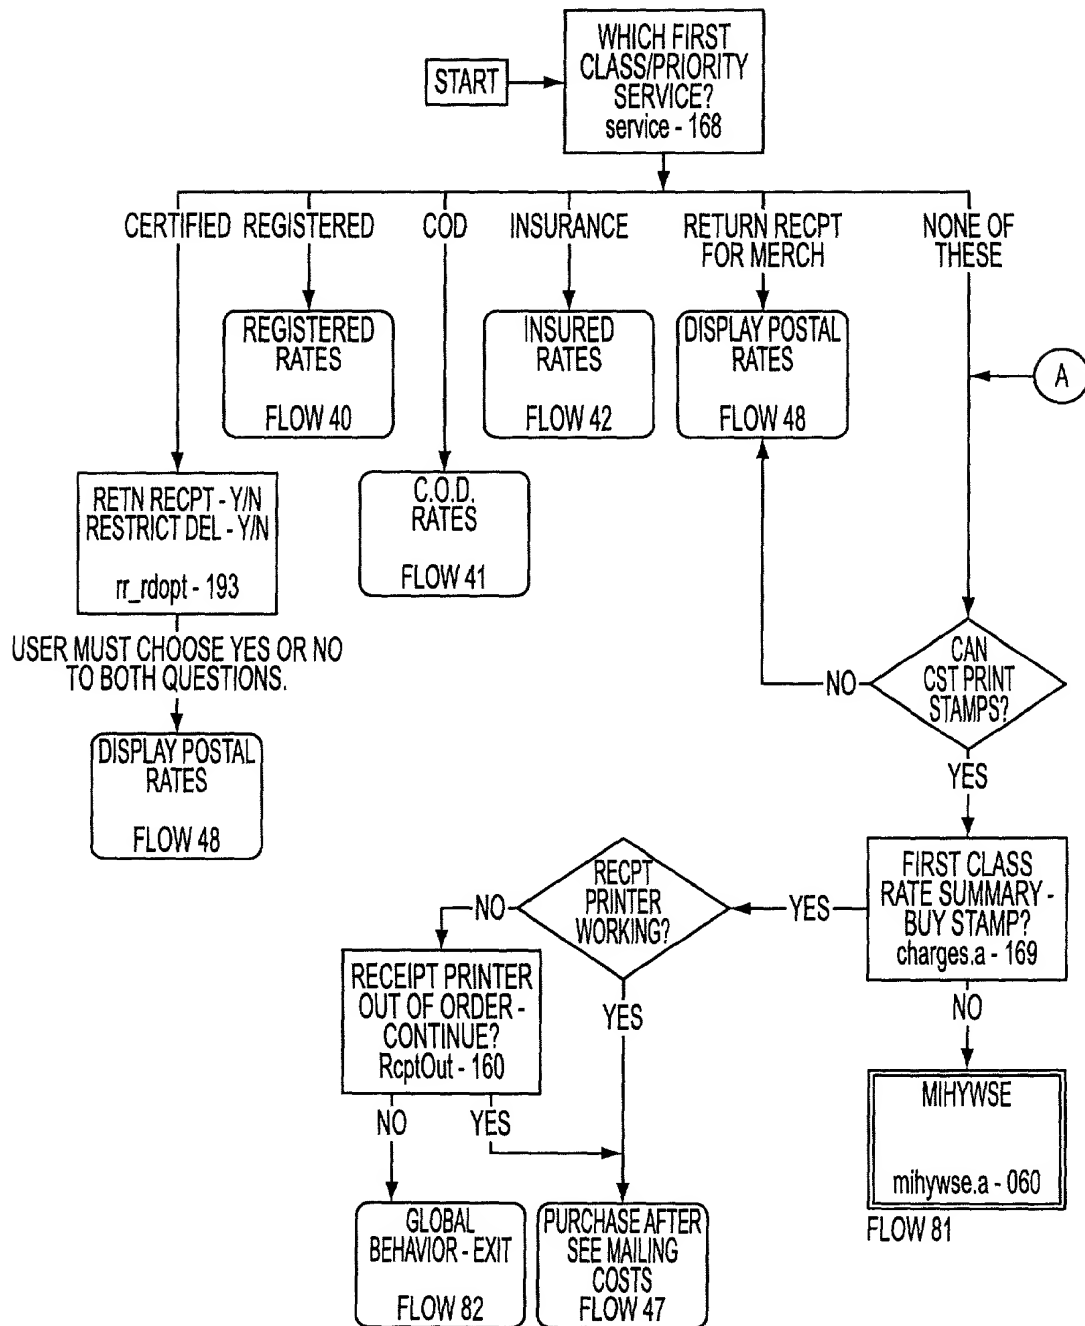 START
WHICH FIRST
CLASS/PRIORITY
SERVICE?
service - 168
CERTIFIED
REGISTERED
COD
INSURANCE
RETURN RECPT
FOR MERCH
NONE OF
THESE
REGISTERED
RATES
FLOW 40
INSURED
RATES
FLOW 42
DISPLAY POSTAL
RATES
FLOW 48
A
RETN RECPT - Y/N
RESTRICT DEL - Y/N
rr_rdopt - 193
C.O.D.
RATES
FLOW 41
USER MUST CHOOSE YES OR NO
TO BOTH QUESTIONS.
CAN
CST PRINT
STAMPS?
NO
YES
DISPLAY POSTAL
RATES
FLOW 48
FIRST CLASS
RATE SUMMARY -
BUY STAMP?
charges.a - 169
YES
RECPT
PRINTER
WORKING?
NO
RECEIPT PRINTER
OUT OF ORDER -
CONTINUE?
RcptOut - 160
YES
NO
NO
YES
MIHYWSE
mihywse.a - 060
FLOW 81
GLOBAL
BEHAVIOR - EXIT
FLOW 82
PURCHASE AFTER
SEE MAILING
COSTS
FLOW 47